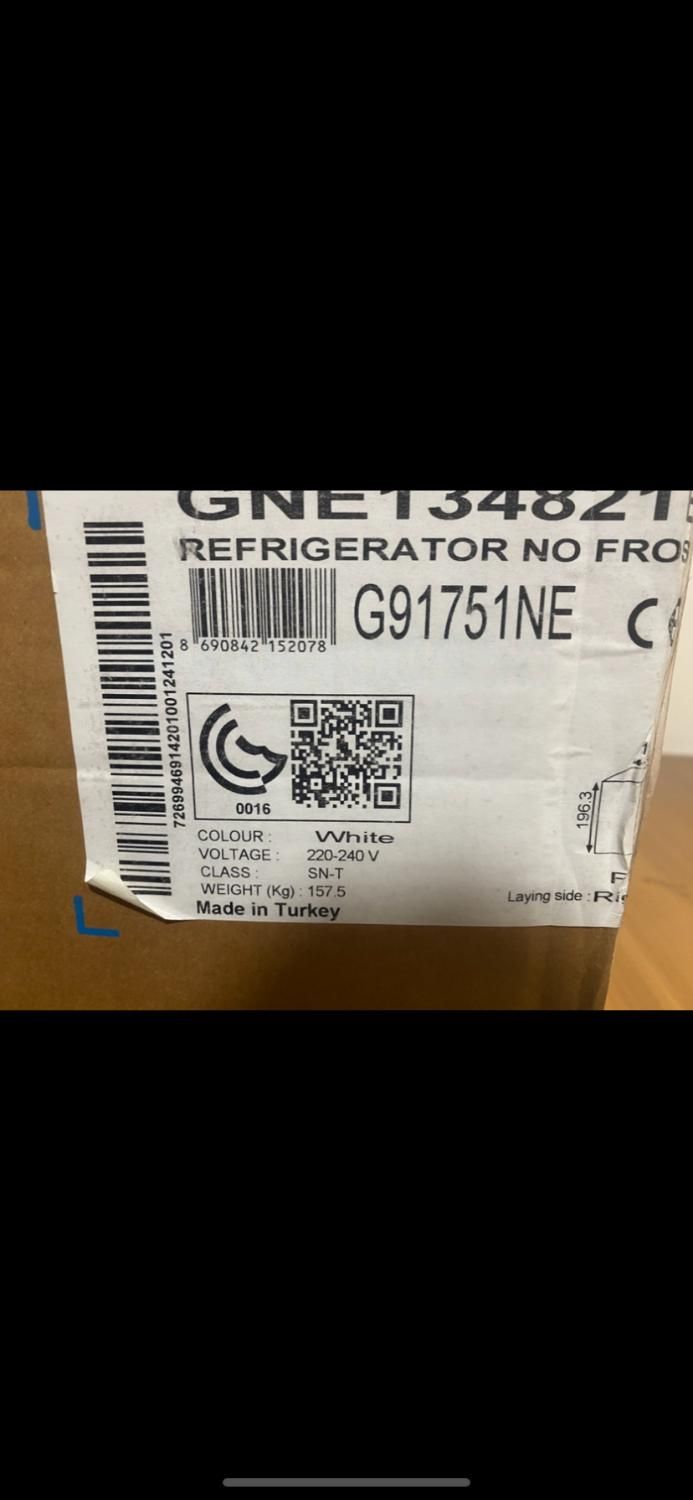 GNE134821
REFRIGERATOR NO FROS
8 690842 152078
G91751NE
7269946914201001241201
0016
COLOUR : White
VOLTAGE : 220-240 V
CLASS : SN-T
WEIGHT (Kg) : 157.5
Made in Turkey
196.3
Laying side :